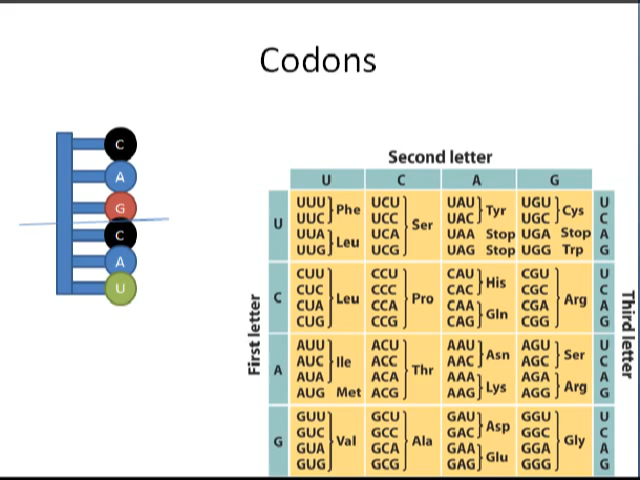 Codons
C
A
G
C
A
U
Second letter
U C A G
First letter
Third letter
U
UUU UUC Phe
UUA UUG Leu
UCU UCC UCA UCG Ser
UAU UAC Tyr
UAA Stop
UAG Stop
UGU UGC Cys
UGA Stop
UGG Trp
U C A G
C
CUU CUC CUA CUG Leu
CCU CCC CCA CCG Pro
CAU CAC His
CAA CAG Gln
CGU CGC CGA CGG Arg
U C A G
A
AUU AUC AUA Ile
AUG Met
ACU ACC ACA ACG Thr
AAU AAC Asn
AAA AAG Lys
AGU AGC Ser
AGA AGG Arg
U C A G
G
GUU GUC GUA GUG Val
GCU GCC GCA GCG Ala
GAU GAC Asp
GAA GAG Glu
GGU GGC GGA GGG Gly
U C A G